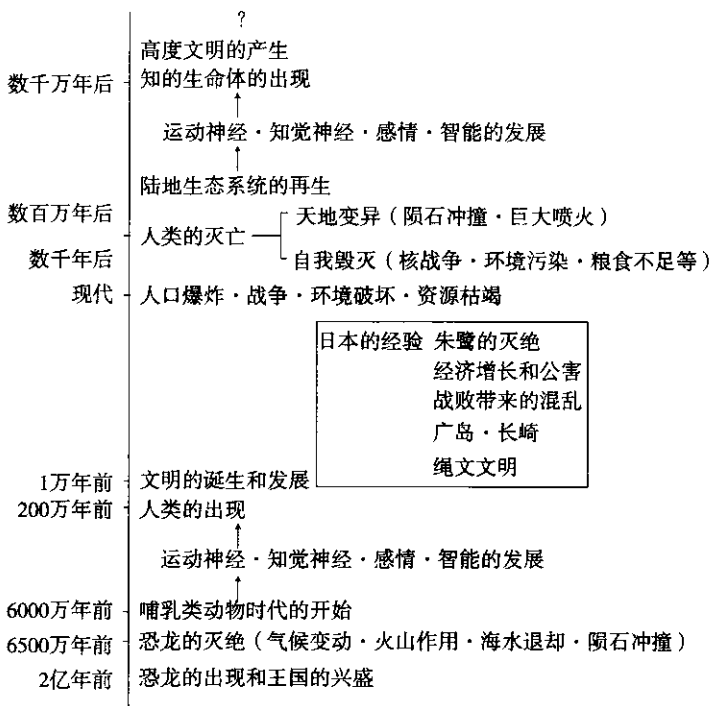 ?
高度文明的产生
数千万年后 知的生命体的出现
运动神经·知觉神经·感情·智能的发展
陆地生态系统的再生
数百万年后 天地变异（陨石冲撞·巨大喷火）
人类的灭亡
数千年后 自我毁灭（核战争·环境污染·粮食不足等）
现代 人口爆炸·战争·环境破坏·资源枯竭
日本的经验 朱鹭的灭绝
经济增长和公害
战败带来的混乱
广岛·长崎
绳文文明
1万年前 文明的诞生和发展
200万年前 人类的出现
运动神经·知觉神经·感情·智能的发展
6000万年前 哺乳类动物时代的开始
6500万年前 恐龙的灭绝（气候变动·火山作用·海水退却·陨石冲撞）
2亿年前 恐龙的出现和王国的兴盛